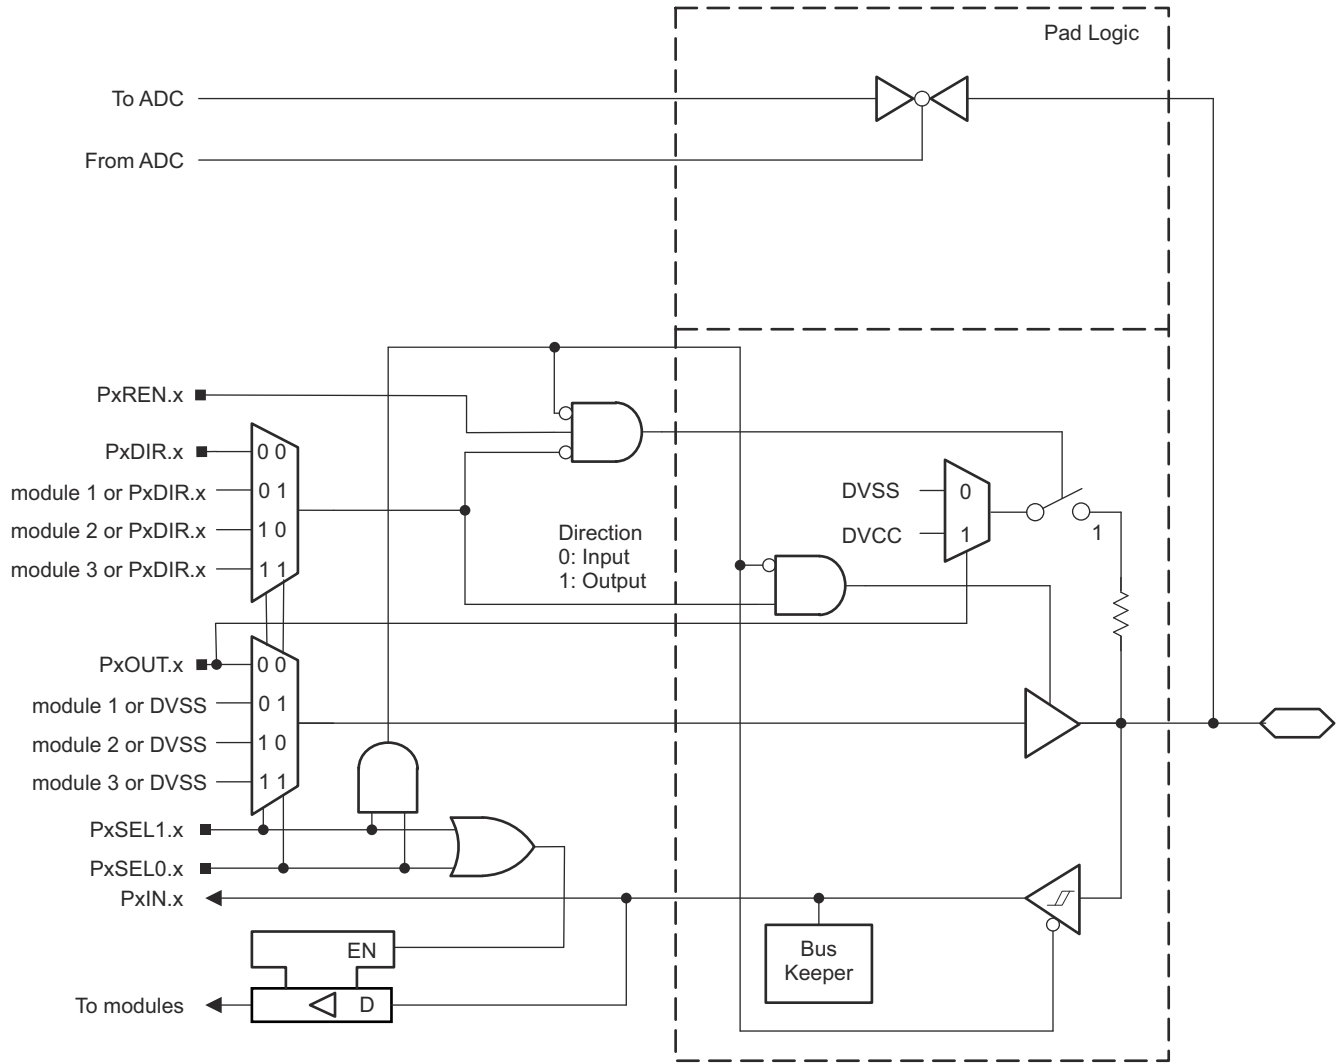 Pad Logic
To ADC
From ADC
PxREN.x
PxDIR.x
0 0
module 1 or PxDIR.x
0 1
module 2 or PxDIR.x
1 0
module 3 or PxDIR.x
1 1
Direction
0: Input
1: Output
DVSS
0
DVCC
1
1
PxOUT.x
0 0
module 1 or DVSS
0 1
module 2 or DVSS
1 0
module 3 or DVSS
1 1
PxSEL1.x
PxSEL0.x
PxIN.x
EN
D
To modules
Bus
Keeper